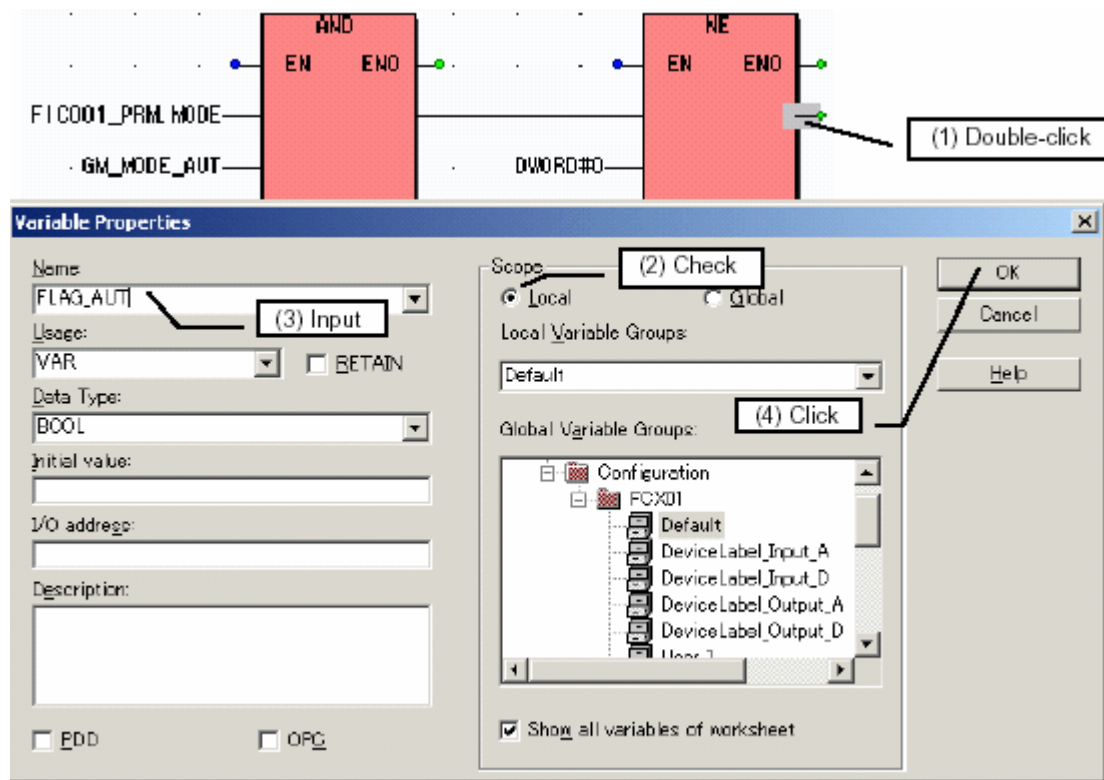 AND NE
EN ENO EN ENO
FIC001_PRM.MODE
(1) Double-click
GM_MODE_AUT DWORD#0
Variable Properties
Name
Scope
(2) Check
OK
FLAG_AUT
Local
Global
(3) Input
Cancel
Usage:
Local Variable Groups:
VAR
RETAIN
Default
Help
Data Type:
(4) Click
BOOL
Global Variable Groups:
Initial value:
Configuration
FCX01
I/O address:
Default
DeviceLabel_Input_A
DeviceLabel_Input_D
Description:
DeviceLabel_Output_A
DeviceLabel_Output_D
Show all variables of worksheet
PDD
OPC